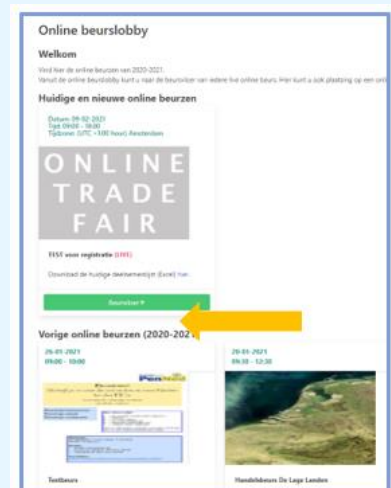 Online beurslobby
Welkom
Vind hier de online beurzen van 2020-2021.
Vanuit de online beurslobby kunt u naar de beursvloer van iedere live online beurs. Hier kunt u ook plaatsing op een onli
Huidige en nieuwe online beurzen
Datum: 09-02-2021
Tijd: 09:00 - 18:00
Tijdzone: (UTC +1:00 hour) Amsterdam
ONLINE
TRADE
FAIR
TEST voor registratie (LIVE)
Download de huidige deelnemerslijst (Excel) hier.
Beursvloer
Vorige online beurzen (2020-2021
26-01-2021
09:00 - 10:00
Testbeurs
20-01-2021
09:30 - 12:30
Handelsbeurs De Lage Landen